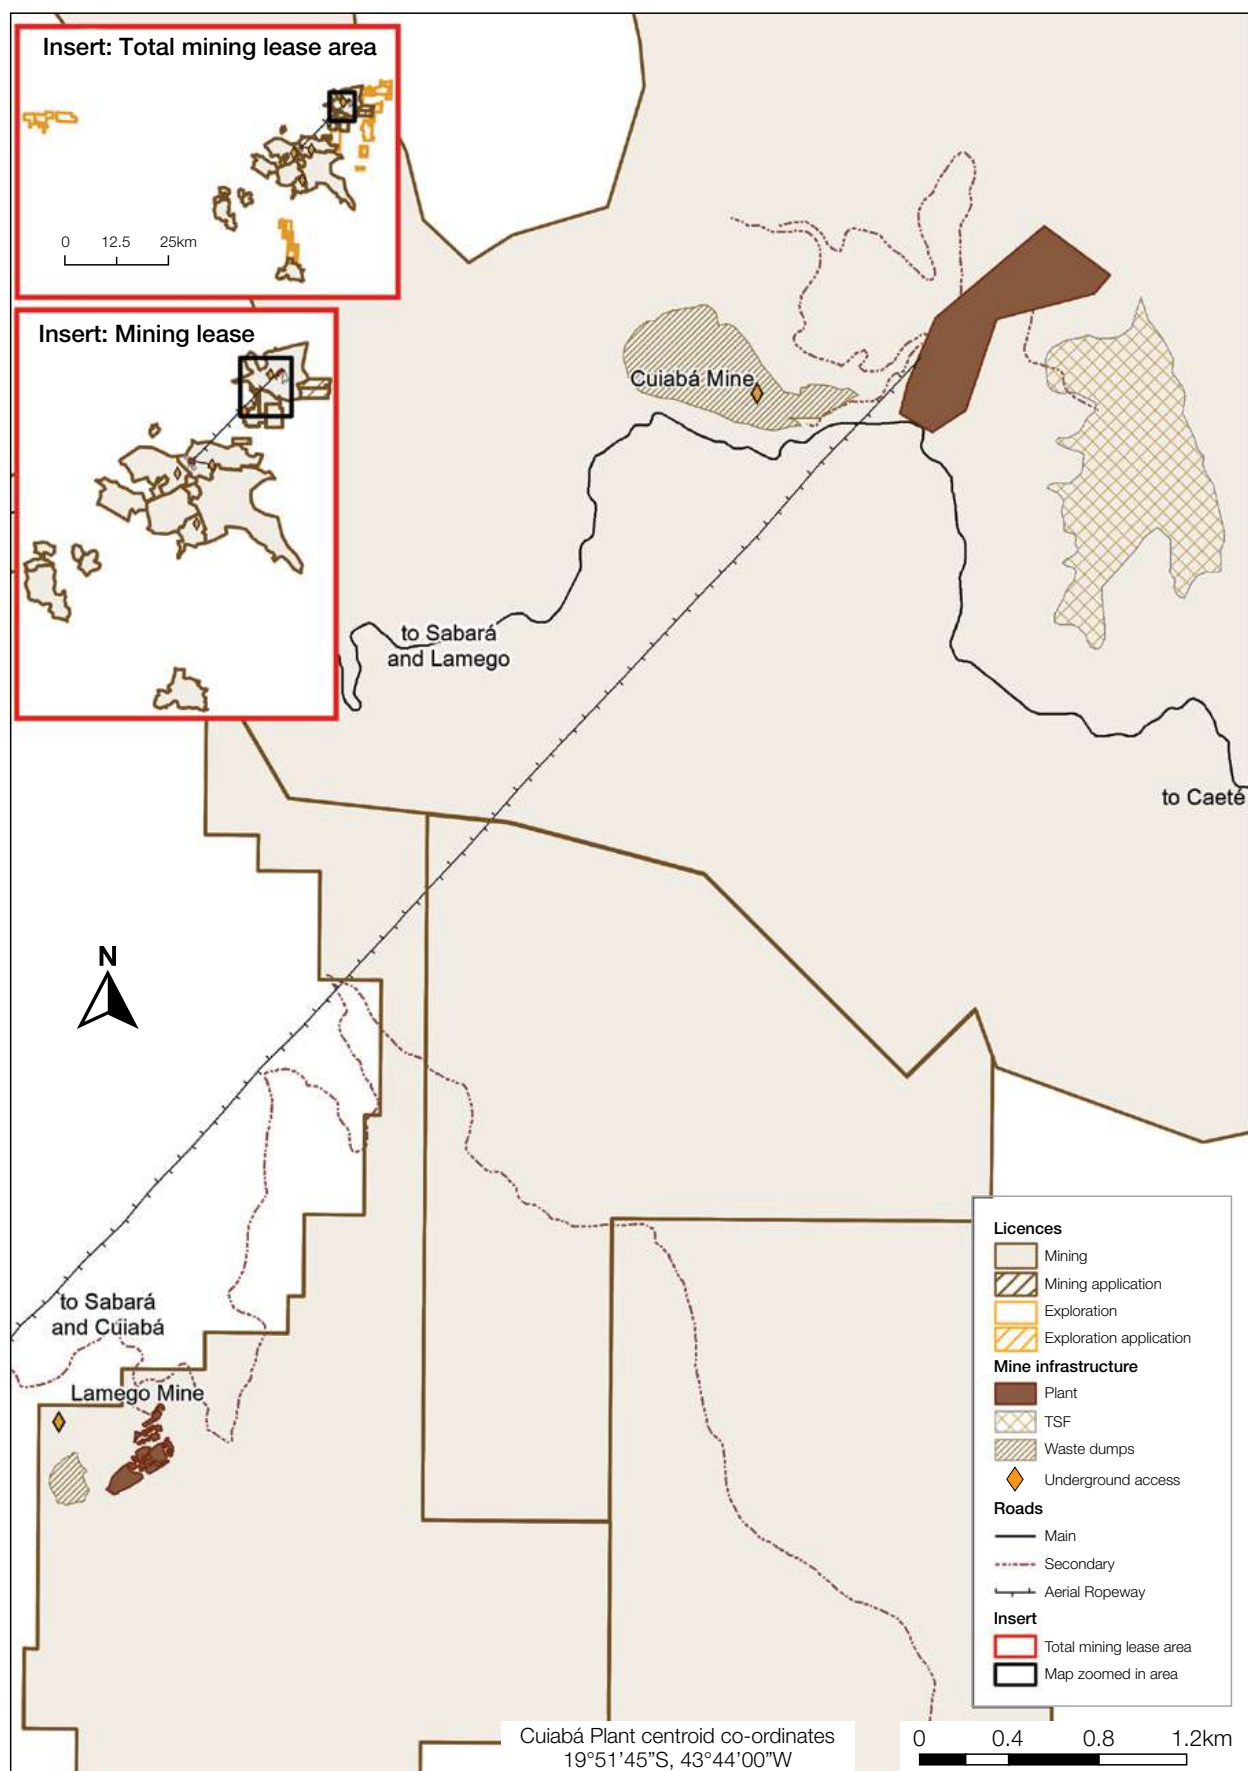 Insert: Total mining lease area
0 12.5 25km
Insert: Mining lease
Cuiabá Mine
to Sabará
and Lamego
to Caeté
N
to Sabará
and Cuiabá
Lamego Mine
Licences
Mining
Mining application
Exploration
Exploration application
Mine infrastructure
Plant
TSF
Waste dumps
Underground access
Roads
Main
Secondary
Aerial Ropeway
Insert
Total mining lease area
Map zoomed in area
Cuiabá Plant centroid co-ordinates
19°51’45”S, 43°44’00”W
0 0.4 0.8 1.2km